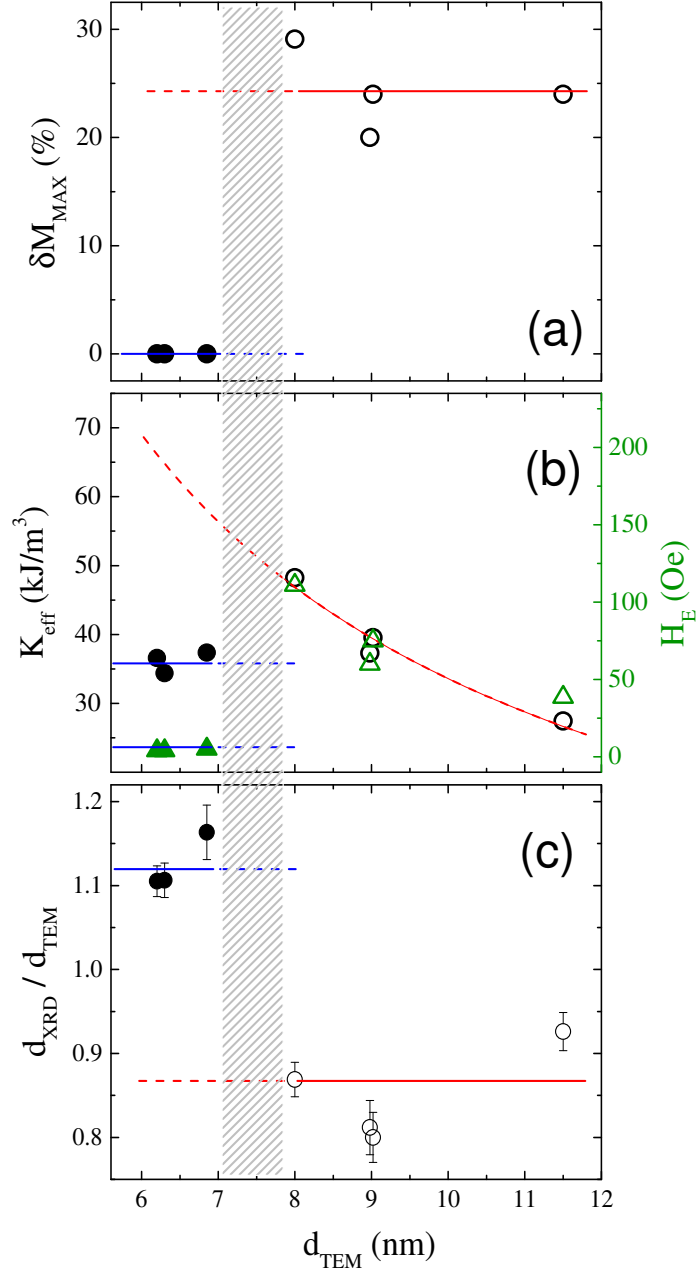 30
20
10
0
δM_MAX (%)
(a)
70
60
50
40
30
K_eff (kJ/m^3)
(b)
200
150
100
50
0
H_E (Oe)
1.2
1.1
1.0
0.9
0.8
d_XRD / d_TEM
(c)
6 7 8 9 10 11 12
d_TEM (nm)